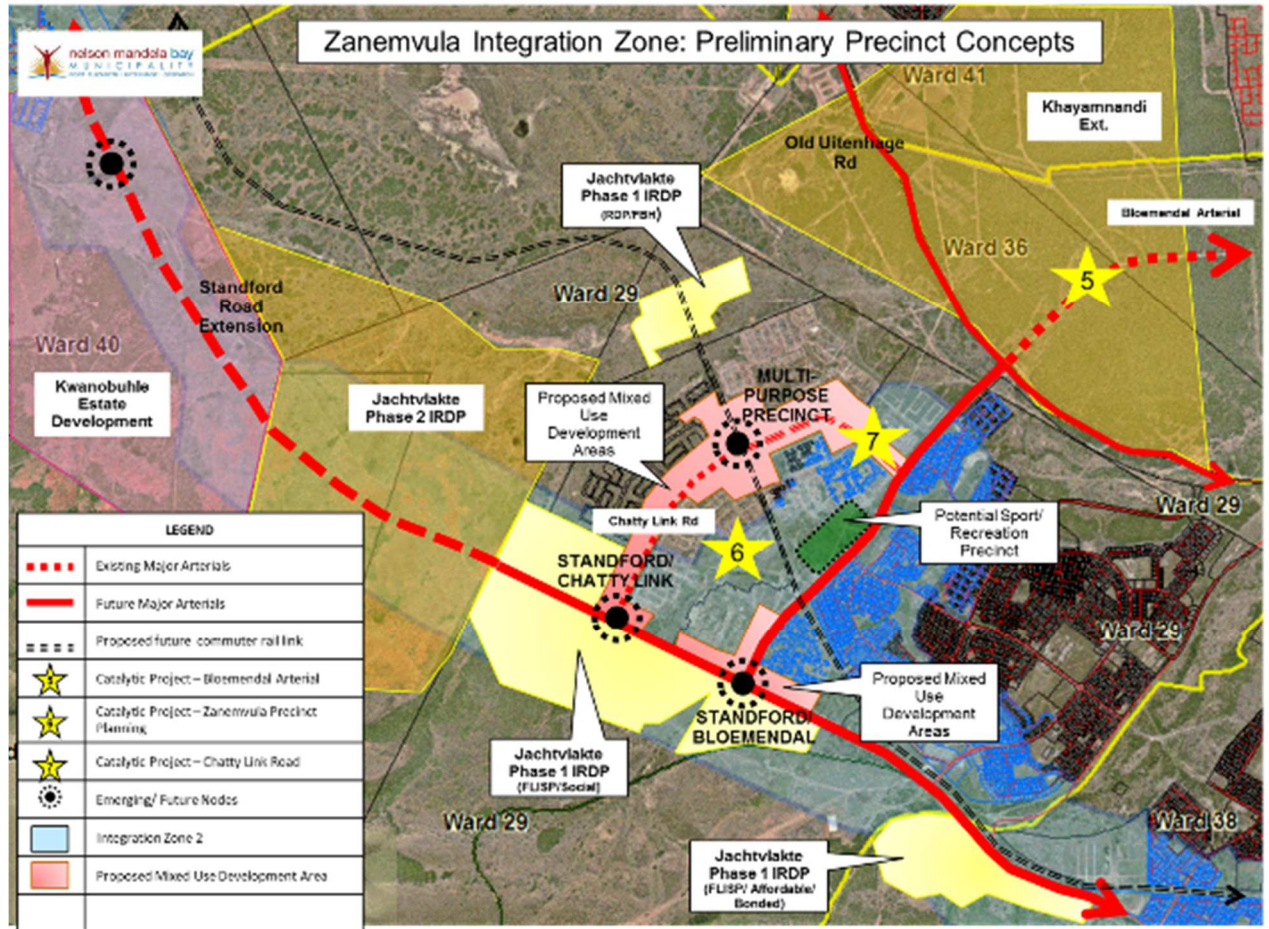 nelson mandela bay
MUNICIPALITY
Zanemvula Integration Zone: Preliminary Precinct Concepts
Ward 41
Khayamnandi
Ext.
Old Uitenhage
Rd
Jachtvlakte
Phase 1 IRDP
(RDP/FBH)
Bloemendal Arterial
Ward 36
5
Ward 29
Standford
Road
Extension
Ward 40
Kwanobuhle
Estate
Development
Jachtvlakte
Phase 2 IRDP
Proposed Mixed
Use
Development
Areas
MULTI-
PURPOSE
PRECINCT
7
Ward 29
Chatty Link Rd
Potential Sport/
Recreation
Precinct
6
STANDFORD/
CHATTY LINK
Ward 29
Proposed Mixed
Use
Development
Areas
STANDFORD/
BLOEMENDAL
Jachtvlakte
Phase 1 IRDP
(FLISP/Social)
Ward 29
Ward 38
Jachtvlakte
Phase 1 IRDP
(FLISP/ Affordable/
Bonded)
LEGEND
Existing Major Arterials
Future Major Arterials
Proposed future commuter rail link
Catalytic Project – Bloemendal Arterial
Catalytic Project – Zanemvula Precinct
Planning
Catalytic Project – Chatty Link Road
Emerging/ Future Nodes
Integration Zone 2
Proposed Mixed Use Development Area